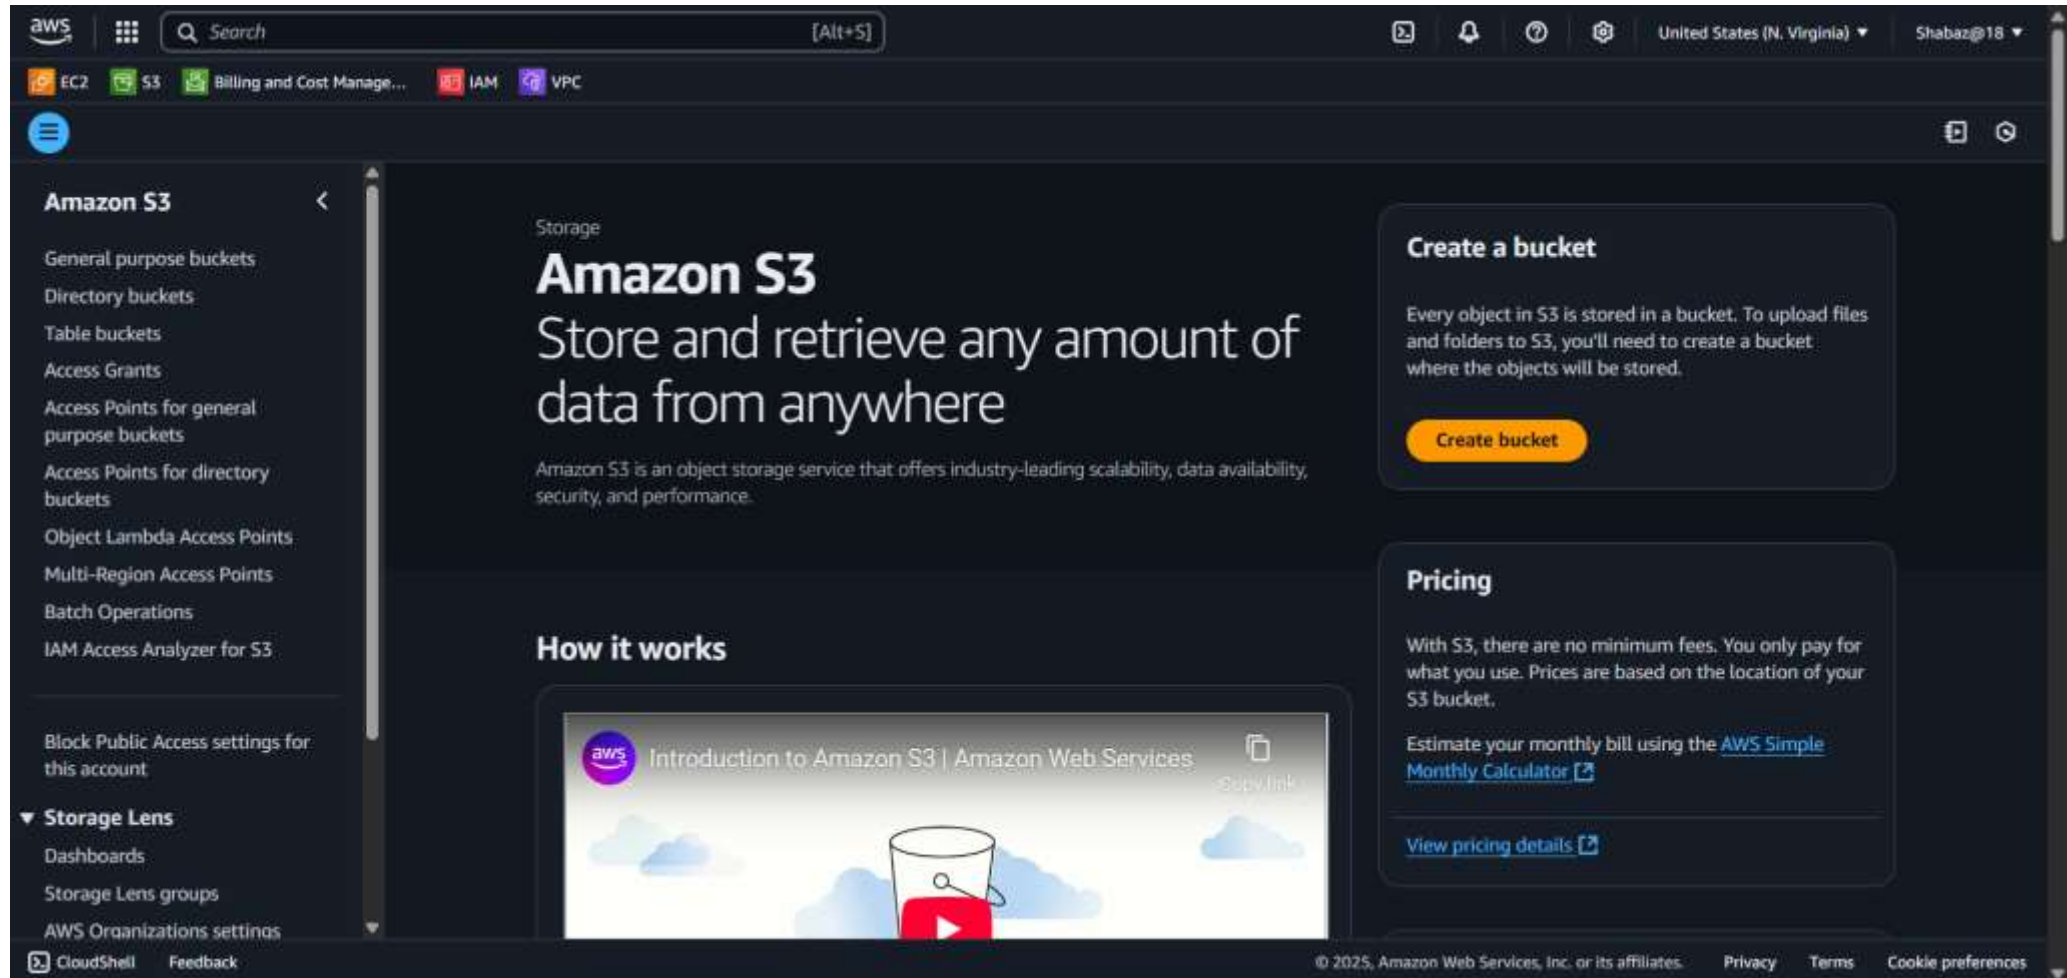 aws
Search [Alt+S]
United States (N. Virginia)
Shabaz@18
EC2
S3
Billing and Cost Manage...
IAM
VPC
Amazon S3
General purpose buckets
Directory buckets
Table buckets
Access Grants
Access Points for general
purpose buckets
Access Points for directory
buckets
Object Lambda Access Points
Multi-Region Access Points
Batch Operations
IAM Access Analyzer for S3
Block Public Access settings for
this account
Storage Lens
Dashboards
Storage Lens groups
AWS Organizations settings
Storage
Amazon S3
Store and retrieve any amount of
data from anywhere
Amazon S3 is an object storage service that offers industry-leading scalability, data availability,
security, and performance.
How it works
aws
Introduction to Amazon S3 | Amazon Web Services
Copy link
Create a bucket
Every object in S3 is stored in a bucket. To upload files
and folders to S3, you'll need to create a bucket
where the objects will be stored.
Create bucket
Pricing
With S3, there are no minimum fees. You only pay for
what you use. Prices are based on the location of your
S3 bucket.
Estimate your monthly bill using the AWS Simple
Monthly Calculator
View pricing details
CloudShell
Feedback
© 2025, Amazon Web Services, Inc. or its affiliates.
Privacy
Terms
Cookie preferences